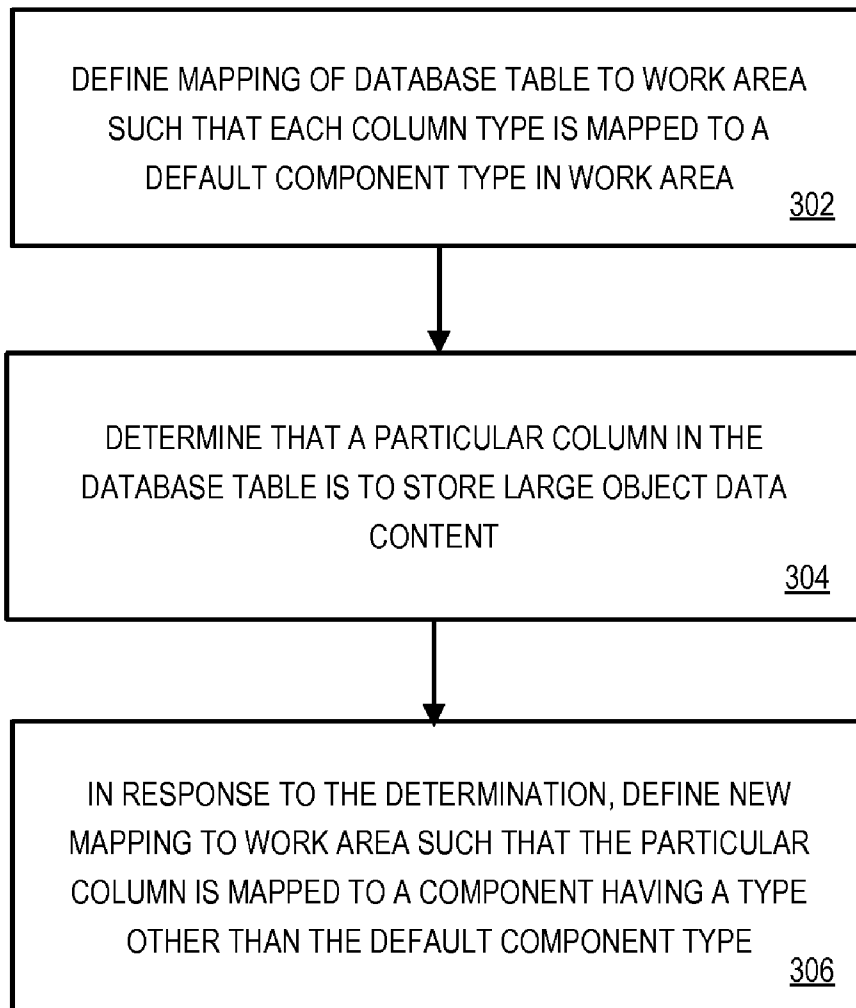 DEFINE MAPPING OF DATABASE TABLE TO WORK AREA
SUCH THAT EACH COLUMN TYPE IS MAPPED TO A
DEFAULT COMPONENT TYPE IN WORK AREA
302
DETERMINE THAT A PARTICULAR COLUMN IN THE
DATABASE TABLE IS TO STORE LARGE OBJECT DATA
CONTENT
304
IN RESPONSE TO THE DETERMINATION, DEFINE NEW
MAPPING TO WORK AREA SUCH THAT THE PARTICULAR
COLUMN IS MAPPED TO A COMPONENT HAVING A TYPE
OTHER THAN THE DEFAULT COMPONENT TYPE
306